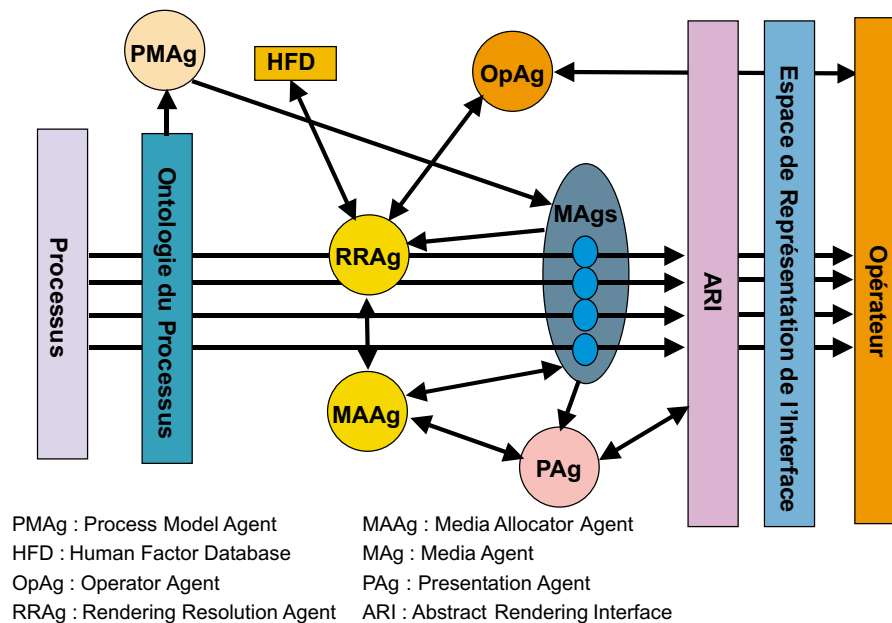 PMAg
HFD
OpAg
Processus
Ontologie du Processus
MAgs
RRAg
MAAg
PAg
ARI
Espace de Représentation de l'Interface
Opérateur
PMAg : Process Model Agent
HFD : Human Factor Database
OpAg : Operator Agent
RRAg : Rendering Resolution Agent
MAAg : Media Allocator Agent
MAg : Media Agent
PAg : Presentation Agent
ARI : Abstract Rendering Interface